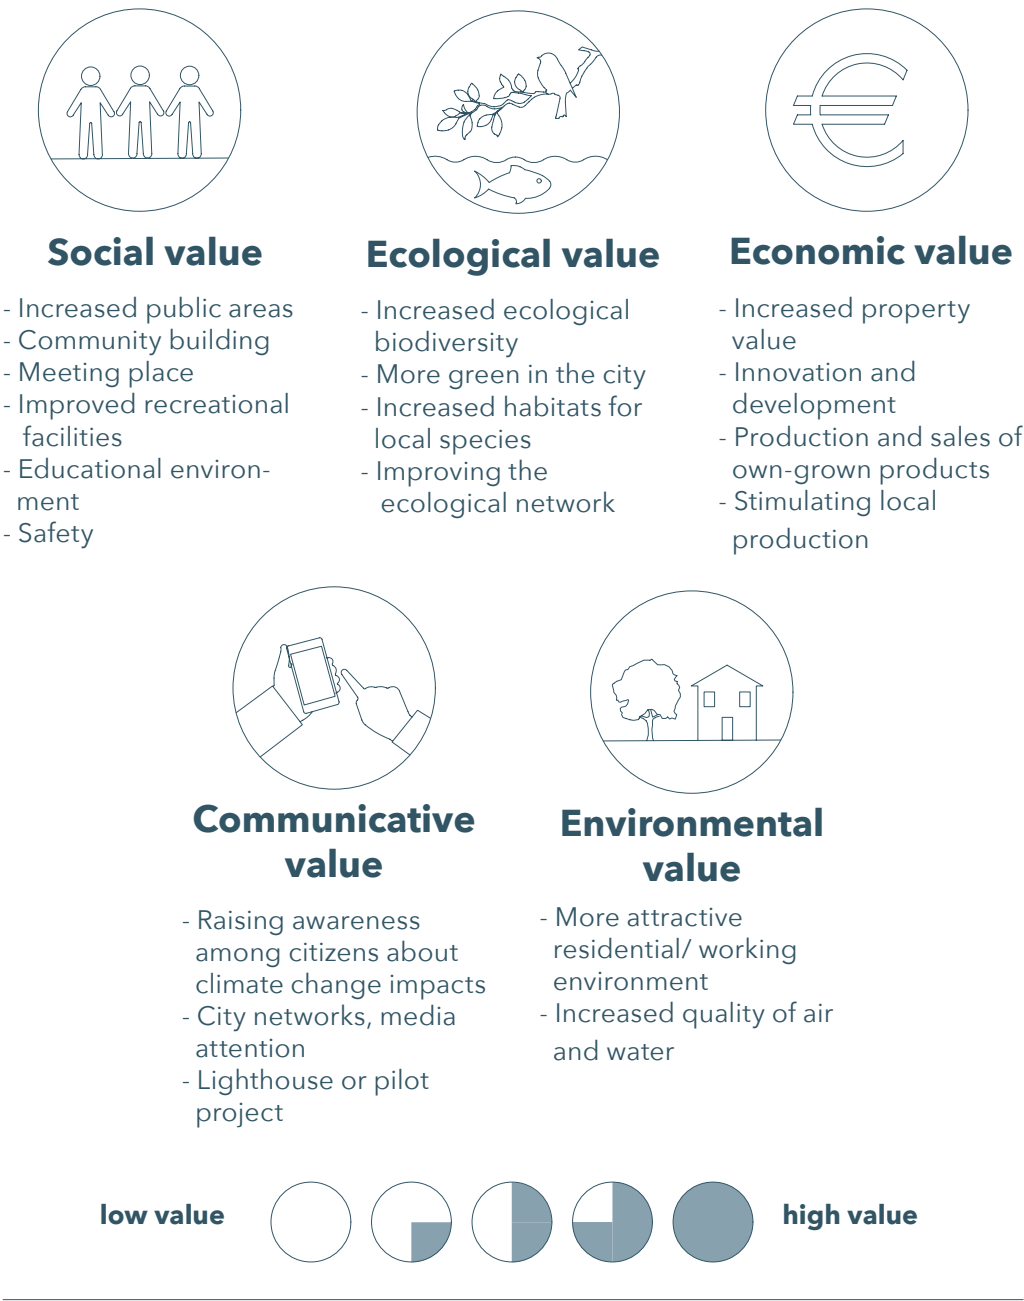 Social value
- Increased public areas
- Community building
- Meeting place
- Improved recreational
facilities
- Educational environ-
ment
- Safety
Ecological value
- Increased ecological
biodiversity
- More green in the city
- Increased habitats for
local species
- Improving the
ecological network
Economic value
- Increased property
value
- Innovation and
development
- Production and sales of
own-grown products
- Stimulating local
production
Communicative
value
- Raising awareness
among citizens about
climate change impacts
- City networks, media
attention
- Lighthouse or pilot
project
Environmental
value
- More attractive
residential/ working
environment
- Increased quality of air
and water
low value
high value